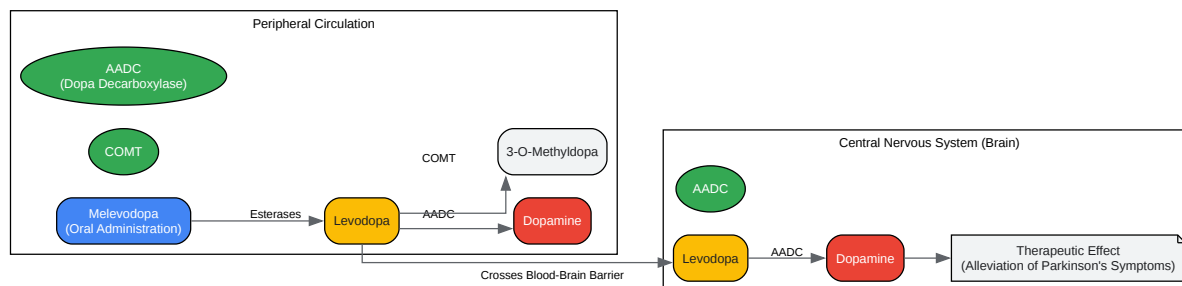 Peripheral Circulation
AADC
(Dopa Decarboxylase)
COMT
COMT
3-O-Methyldopa
Melevodopa
(Oral Administration)
Esterases
Levodopa
AADC
Dopamine
Crosses Blood-Brain Barrier
Central Nervous System (Brain)
AADC
Levodopa
AADC
Dopamine
Therapeutic Effect
(Alleviation of Parkinson's Symptoms)